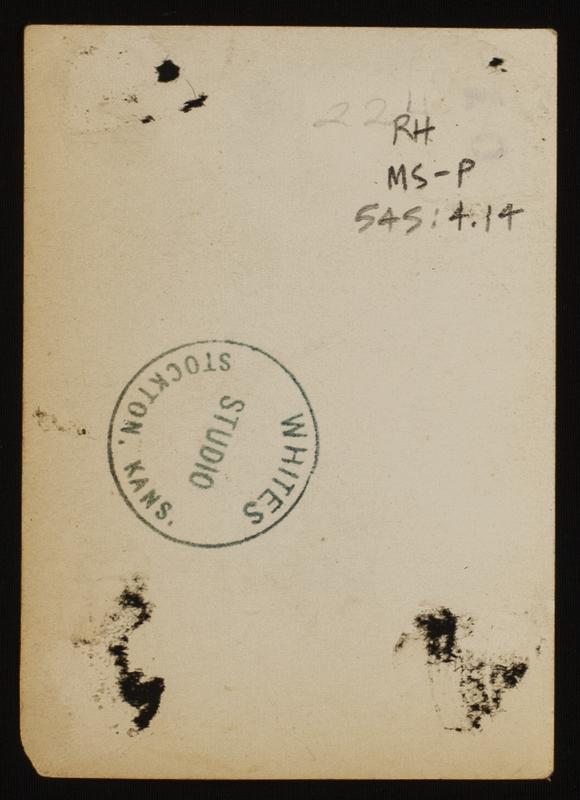 RH
MS-P
545:4.14
WHITES
STUDIO
STOCKTON, KANS.